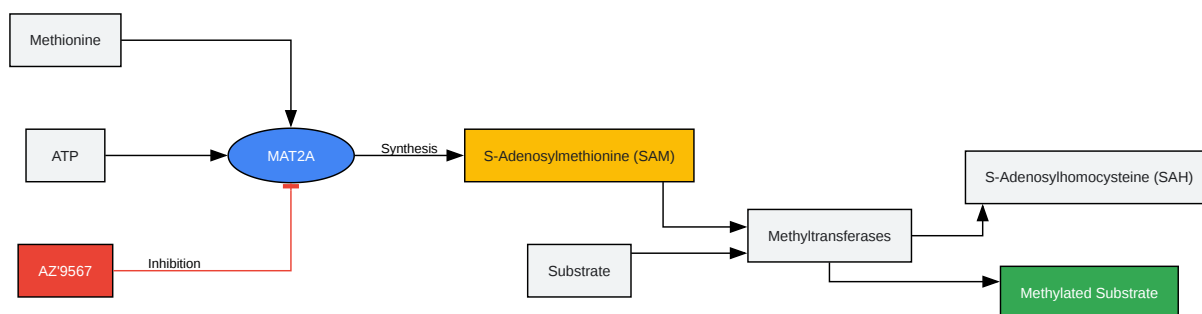 Methionine
ATP
MAT2A
Synthesis
S-Adenosylmethionine (SAM)
S-Adenosylhomocysteine (SAH)
Methyltransferases
AZ'9567
Inhibition
Substrate
Methylated Substrate